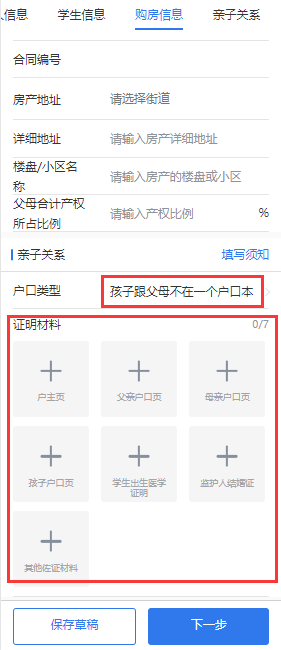 人信息 学生信息 购房信息 亲子关系
合同编号
房产地址 请选择街道
详细地址 请输入房产详细地址
楼盘/小区名
称 请输入房产的楼盘或小区
父母合计产权
所占比例 请输入产权比例 %
亲子关系 填写须知
户口类型 孩子跟父母不在一个户口本
证明材料 0/7
户主页 父亲户口页 母亲户口页
孩子户口页 学生出生医学
证明 监护人结婚证
其他佐证材料
保存草稿 下一步